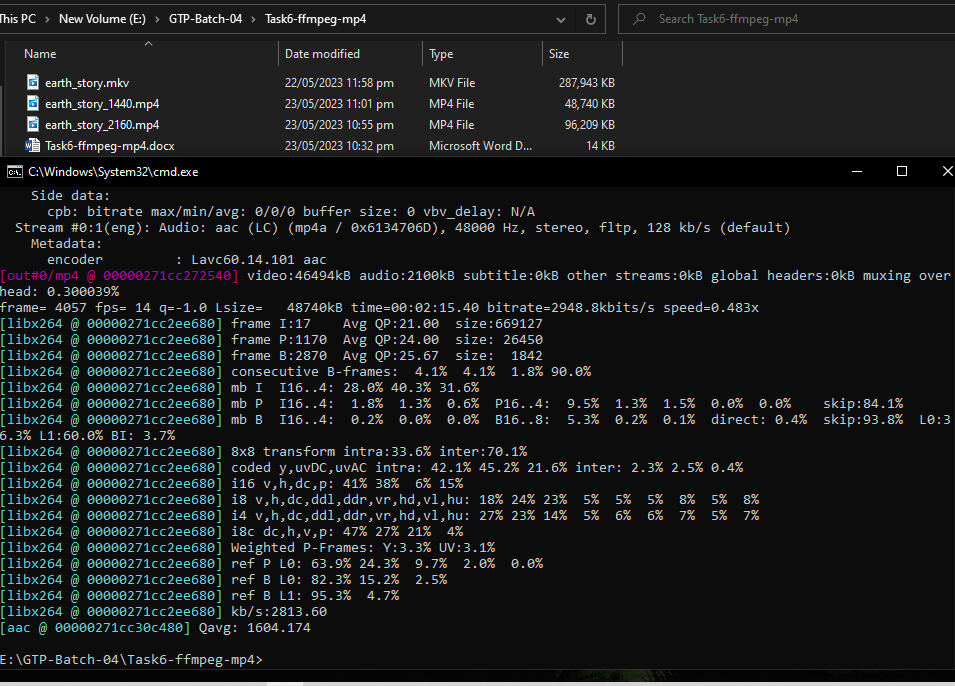 This PC > New Volume (E:) > GTP-Batch-04 > Task6-ffmpeg-mp4
Search Task6-ffmpeg-mp4
Name Date modified Type Size
earth_story.mkv 22/05/2023 11:58 pm MKV File 287,943 KB
earth_story_1440.mp4 23/05/2023 11:01 pm MP4 File 48,740 KB
earth_story_2160.mp4 23/05/2023 10:55 pm MP4 File 96,209 KB
Task6-ffmpeg-mp4.docx 23/05/2023 10:32 pm Microsoft Word D... 14 KB
C:\Windows\System32\cmd.exe
Side data:
cpb: bitrate max/min/avg: 0/0/0 buffer size: 0 vbv_delay: N/A
Stream #0:1(eng): Audio: aac (LC) (mp4a / 0x6134706D), 48000 Hz, stereo, fltp, 128 kb/s (default)
Metadata:
encoder : Lavc60.14.101 aac
[out#0/mp4 @ 00000271cc272540] video:46494kB audio:2100kB subtitle:0kB other streams:0kB global headers:0kB muxing over
head: 0.300039%
frame= 4057 fps= 14 q=-1.0 Lsize= 48740kB time=00:02:15.40 bitrate=2948.8kbits/s speed=0.483x
[libx264 @ 00000271cc2ee680] frame I:17 Avg QP:21.00 size:669127
[libx264 @ 00000271cc2ee680] frame P:1170 Avg QP:24.00 size: 26450
[libx264 @ 00000271cc2ee680] frame B:2870 Avg QP:25.67 size: 1842
[libx264 @ 00000271cc2ee680] consecutive B-frames: 4.1% 4.1% 1.8% 90.0%
[libx264 @ 00000271cc2ee680] mb I I16..4: 28.0% 40.3% 31.6%
[libx264 @ 00000271cc2ee680] mb P I16..4: 1.8% 1.3% 0.6% P16..4: 9.5% 1.3% 1.5% 0.0% 0.0% skip:84.1%
[libx264 @ 00000271cc2ee680] mb B I16..4: 0.2% 0.0% 0.0% B16..8: 5.3% 0.2% 0.1% direct: 0.4% skip:93.8% L0:3
6.3% L1:60.0% BI: 3.7%
[libx264 @ 00000271cc2ee680] 8x8 transform intra:33.6% inter:70.1%
[libx264 @ 00000271cc2ee680] coded y,uvDC,uvAC intra: 42.1% 45.2% 21.6% inter: 2.3% 2.5% 0.4%
[libx264 @ 00000271cc2ee680] i16 v,h,dc,p: 41% 38% 6% 15%
[libx264 @ 00000271cc2ee680] i8 v,h,dc,ddl,ddr,vr,hd,vl,hu: 18% 24% 23% 5% 5% 5% 8% 5% 8%
[libx264 @ 00000271cc2ee680] i4 v,h,dc,ddl,ddr,vr,hd,vl,hu: 27% 23% 14% 5% 6% 6% 7% 5% 7%
[libx264 @ 00000271cc2ee680] i8c dc,h,v,p: 47% 27% 21% 4%
[libx264 @ 00000271cc2ee680] Weighted P-Frames: Y:3.3% UV:3.1%
[libx264 @ 00000271cc2ee680] ref P L0: 63.9% 24.3% 9.7% 2.0% 0.0%
[libx264 @ 00000271cc2ee680] ref B L0: 82.3% 15.2% 2.5%
[libx264 @ 00000271cc2ee680] ref B L1: 95.3% 4.7%
[libx264 @ 00000271cc2ee680] kb/s:2813.60
[aac @ 00000271cc30c480] Qavg: 1604.174
E:\GTP-Batch-04\Task6-ffmpeg-mp4>